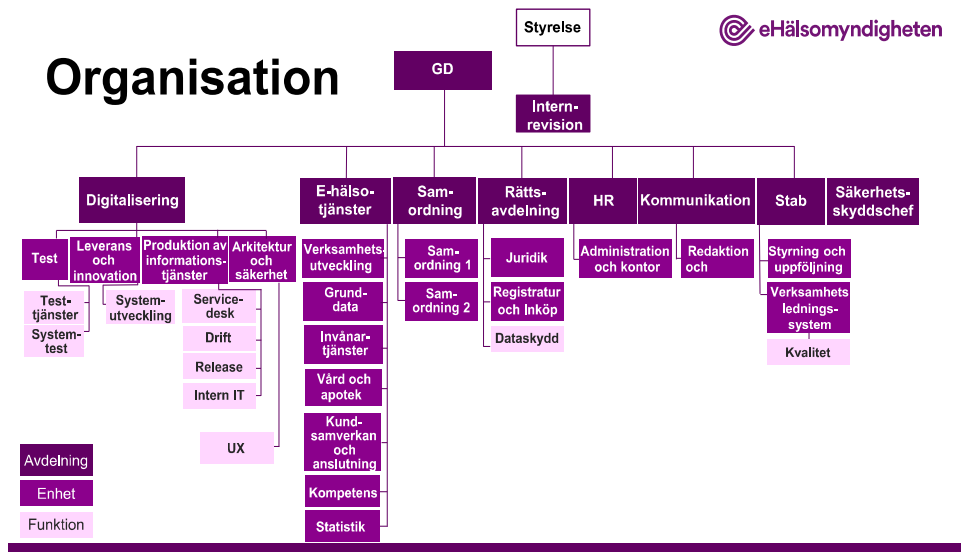 Styrelse
eHälsomyndigheten
Organisation
GD
Intern-
revision
Digitalisering
E-hälso-
tjänster
Sam-
ordning
Rätts-
avdelning
HR
Kommunikation
Stab
Säkerhets-
skyddschef
Test
Leverans
och
innovation
Produktion av
informations-
tjänster
Arkitektur
och
säkerhet
Test-
tjänster
System-
test
System-
utveckling
Service-
desk
Drift
Release
Intern IT
UX
Verksamhets-
utveckling
Grund-
data
Invånar-
tjänster
Vård och
apotek
Kund-
samverkan
och
anslutning
Kompetens
Statistik
Sam-
ordning 1
Sam-
ordning 2
Juridik
Registratur
och Inköp
Dataskydd
Administration
och kontor
Redaktion
och
Styrning och
uppföljning
Verksamhets
lednings-
system
Kvalitet
Avdelning
Enhet
Funktion